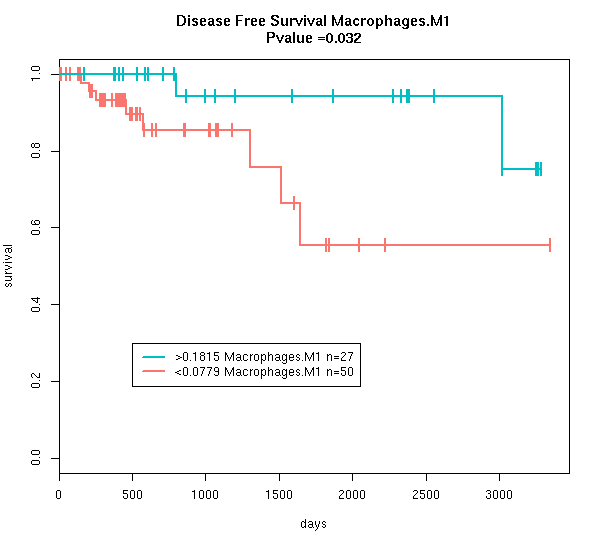 Disease Free Survival Macrophages.M1
Pvalue =0.032
1.0
0.8
0.6
0.4
0.2
0.0
survival
>0.1815 Macrophages.M1 n=27
<0.0779 Macrophages.M1 n=50
0 500 1000 1500 2000 2500 3000
days